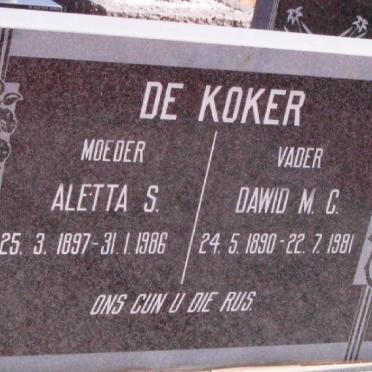 DE KOKER
MOEDER
ALETTA S.
25. 3. 1897-31.1.1986
VADER
DAWID M. C.
24. 5. 1890-22. 7. 1981
ONS GUN U DIE RUS.